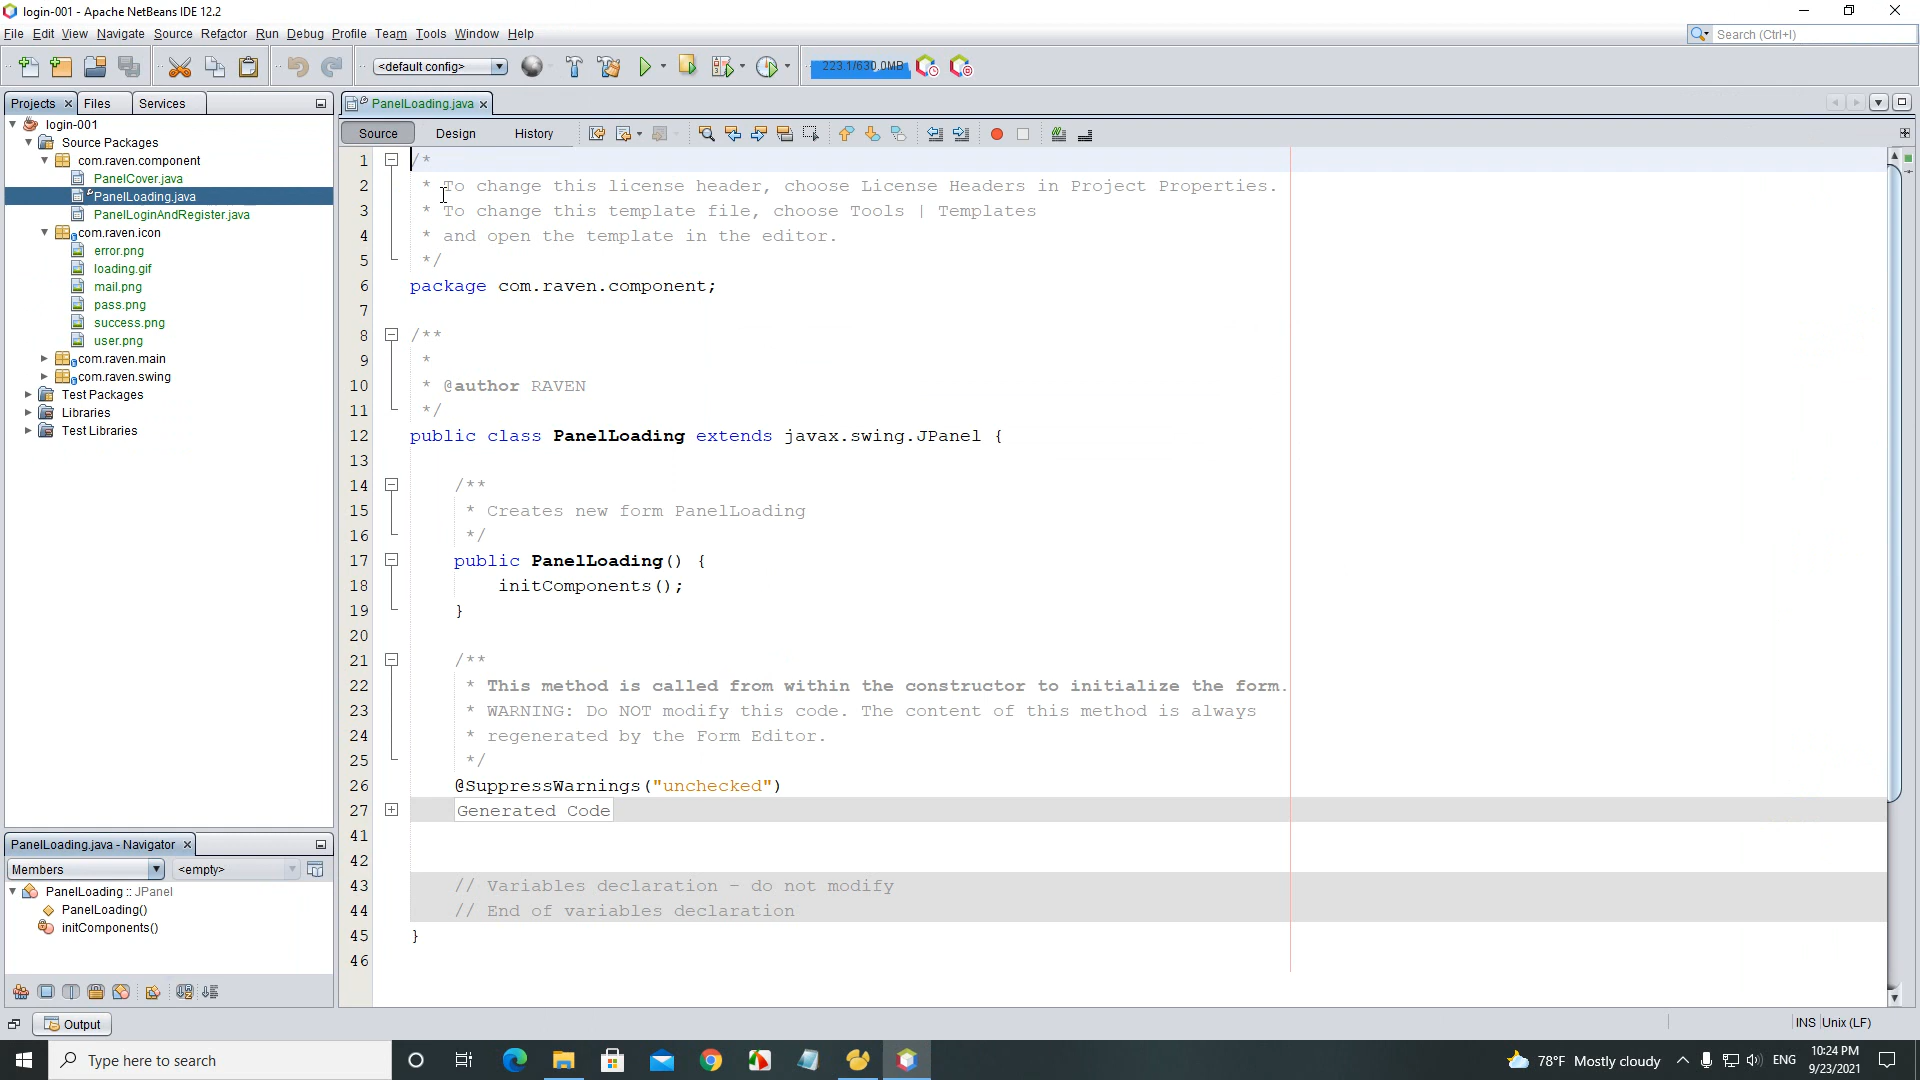 login-001 - Apache NetBeans IDE 12.2
File Edit View Navigate Source Refactor Run Debug Profile Team Tools Window Help
Search (Ctrl+I)
<default config>
223.1/630.0MB
Projects Files Services
PanelLoading.java
Source Design History
login-001
Source Packages
com.raven.component
PanelCover.java
PanelLoading.java
PanelLoginAndRegister.java
com.raven.icon
error.png
loading.gif
mail.png
pass.png
success.png
user.png
com.raven.main
com.raven.swing
Test Packages
Libraries
Test Libraries
1 /*
2 * To change this license header, choose License Headers in Project Properties.
3 * To change this template file, choose Tools | Templates
4 * and open the template in the editor.
5 */
6 package com.raven.component;
7
8 /**
9 *
10 * @author RAVEN
11 */
12 public class PanelLoading extends javax.swing.JPanel {
13
14 /**
15 * Creates new form PanelLoading
16 */
17 public PanelLoading() {
18 initComponents();
19 }
20
21 /**
22 * This method is called from within the constructor to initialize the form.
23 * WARNING: Do NOT modify this code. The content of this method is always
24 * regenerated by the Form Editor.
25 */
26 @SuppressWarnings("unchecked")
27 Generated Code
41
42
43 // Variables declaration - do not modify
44 // End of variables declaration
45 }
46
PanelLoading.java - Navigator
Members <empty>
PanelLoading :: JPanel
PanelLoading()
initComponents()
Output
INS Unix (LF)
Type here to search
78°F Mostly cloudy
ENG
10:24 PM
9/23/2021